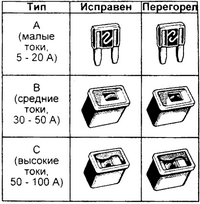 Тип Исправен Перегорел
А
(малые
токи,
5 - 20 А)
В
(средние
токи,
30 - 50 А)
С
(высокие
токи,
50 - 100 А)